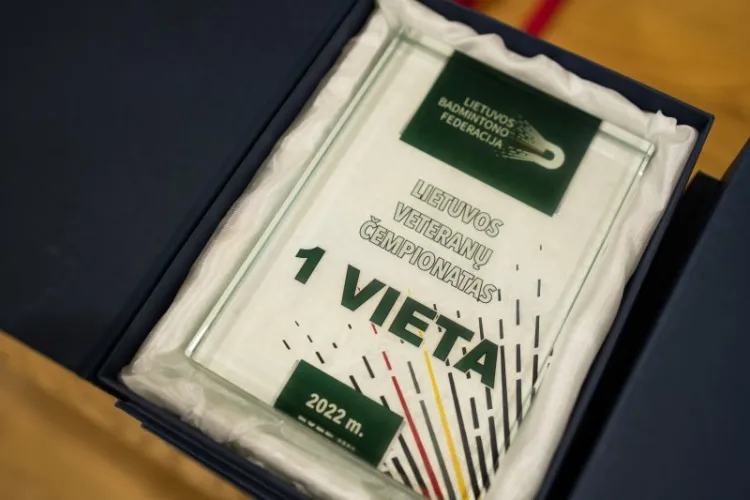 LIETUVOS
BADMINTONO
FEDERACIJA
LIETUVOS
VETERANŲ
ČEMPIONATAS
1 VIETA
2022 m.